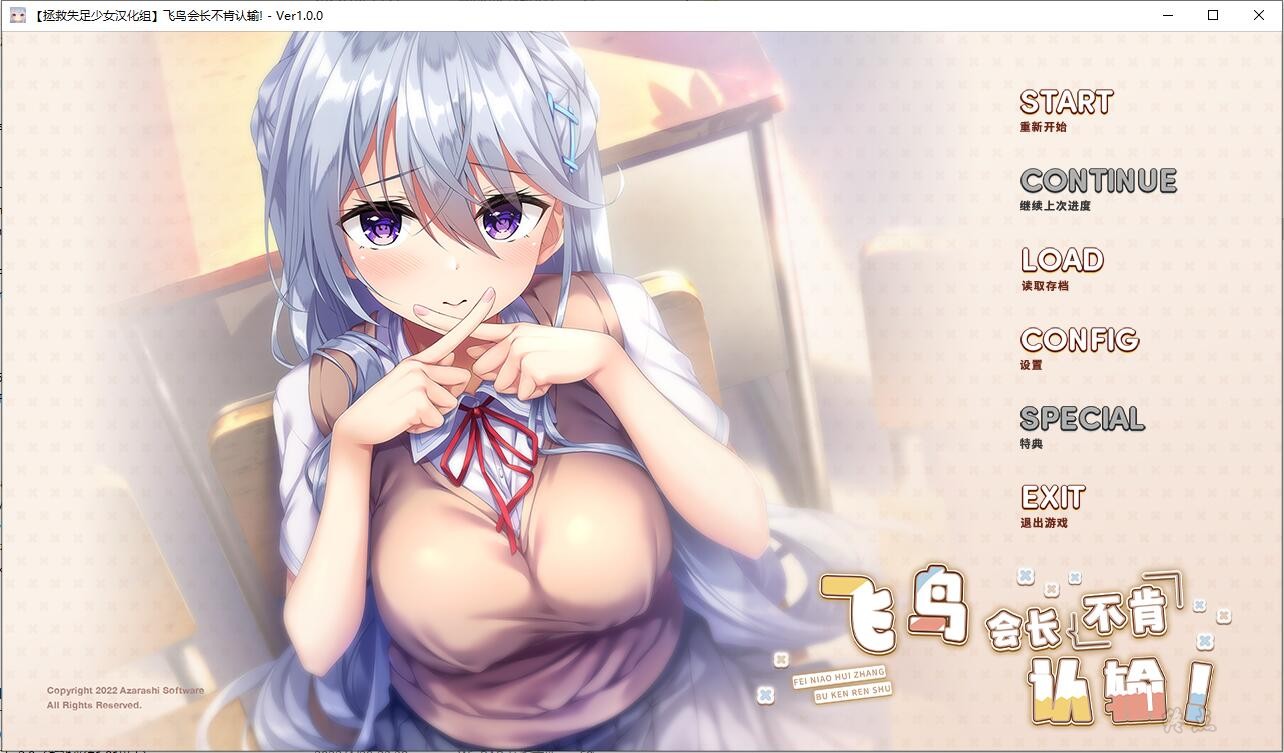 【拯救失足少女汉化组】飞鸟会长不肯认输! - Ver1.0.0
START
重新开始
CONTINUE
继续上次进度
LOAD
读取存档
CONFIG
设置
SPECIAL
特典
EXIT
退出游戏
飞鸟会长「不肯」
认输!
FEI NIAO HUI ZHANG
BU KEN REN SHU
Copyright 2022 Azarashi Software
All Rights Reserved.